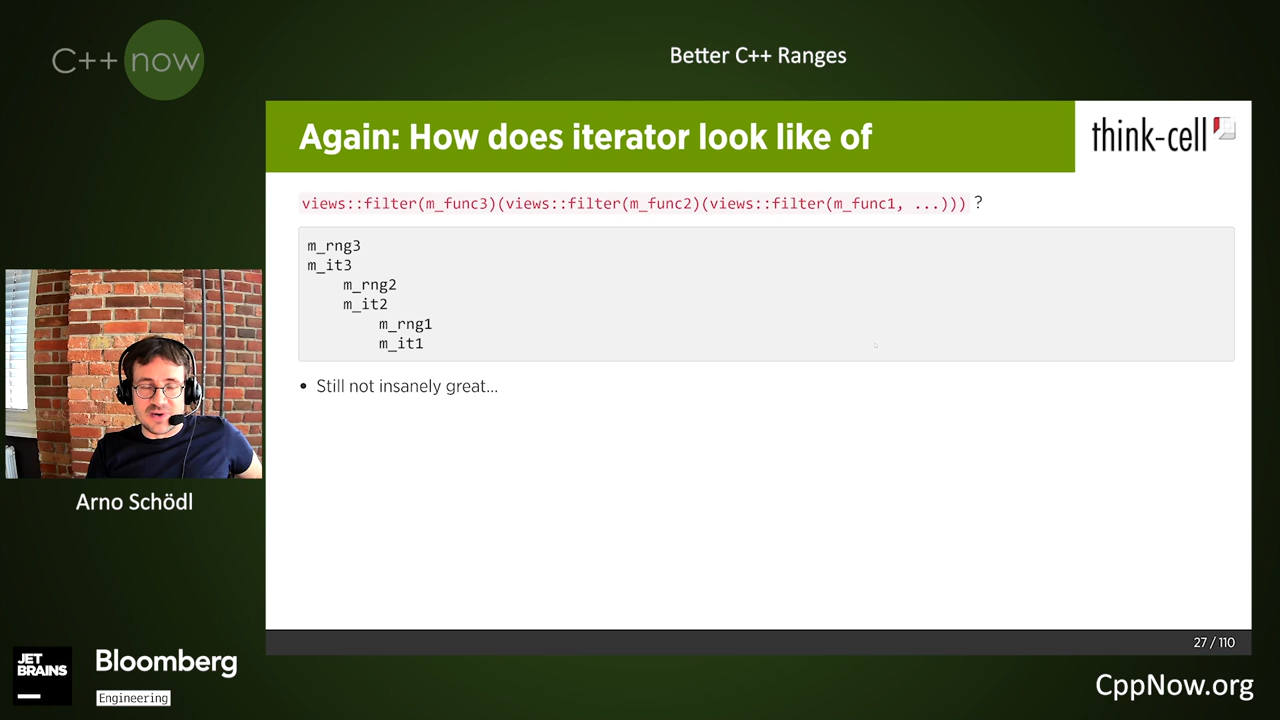 C++ now
Better C++ Ranges
Again: How does iterator look like of
think-cell
views::filter(m_func3)(views::filter(m_func2)(views::filter(m_func1, ...))) ?
m_rng3
m_it3
m_rng2
m_it2
m_rng1
m_it1
• Still not insanely great...
Arno Schödl
27 / 110
JET
BRAINS
Bloomberg
Engineering
CppNow.org